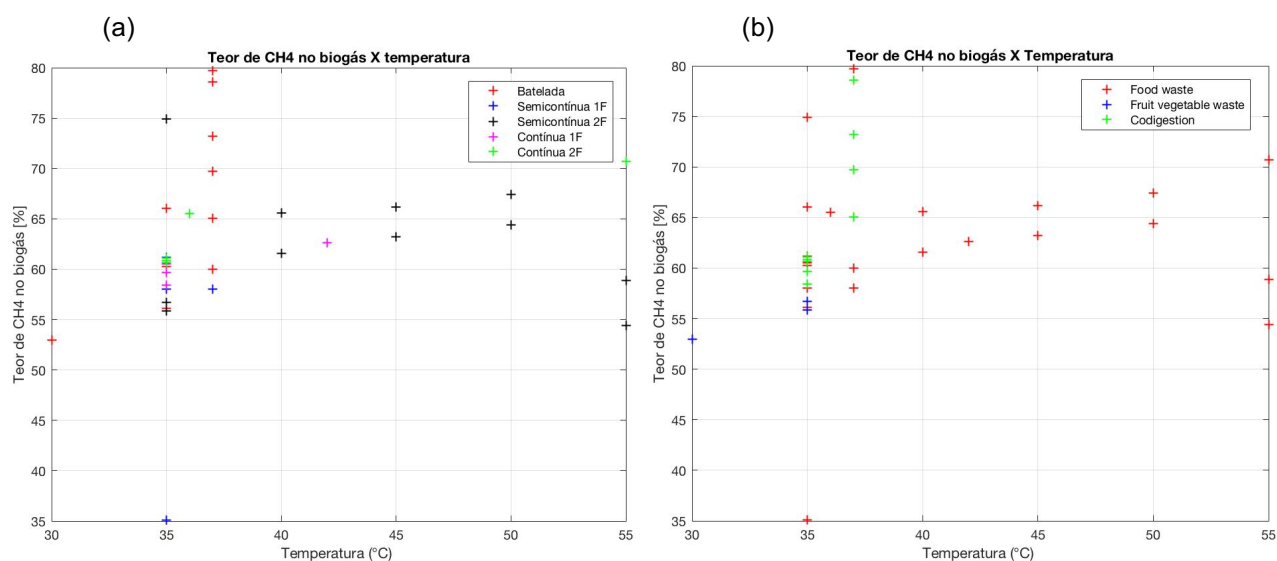 (a)
Teor de CH4 no biogás X temperatura
Teor de CH4 no biogás [%]
80
75
70
65
60
55
50
45
40
35
30
35
40
45
50
55
Temperatura (°C)
Batelada
Semicontínua 1F
Semicontínua 2F
Contínua 1F
Contínua 2F
(b)
Teor de CH4 no biogás X Temperatura
Teor de CH4 no biogás [%]
80
75
70
65
60
55
50
45
40
35
30
35
40
45
50
55
Temperatura (°C)
Food waste
Fruit vegetable waste
Codigestion